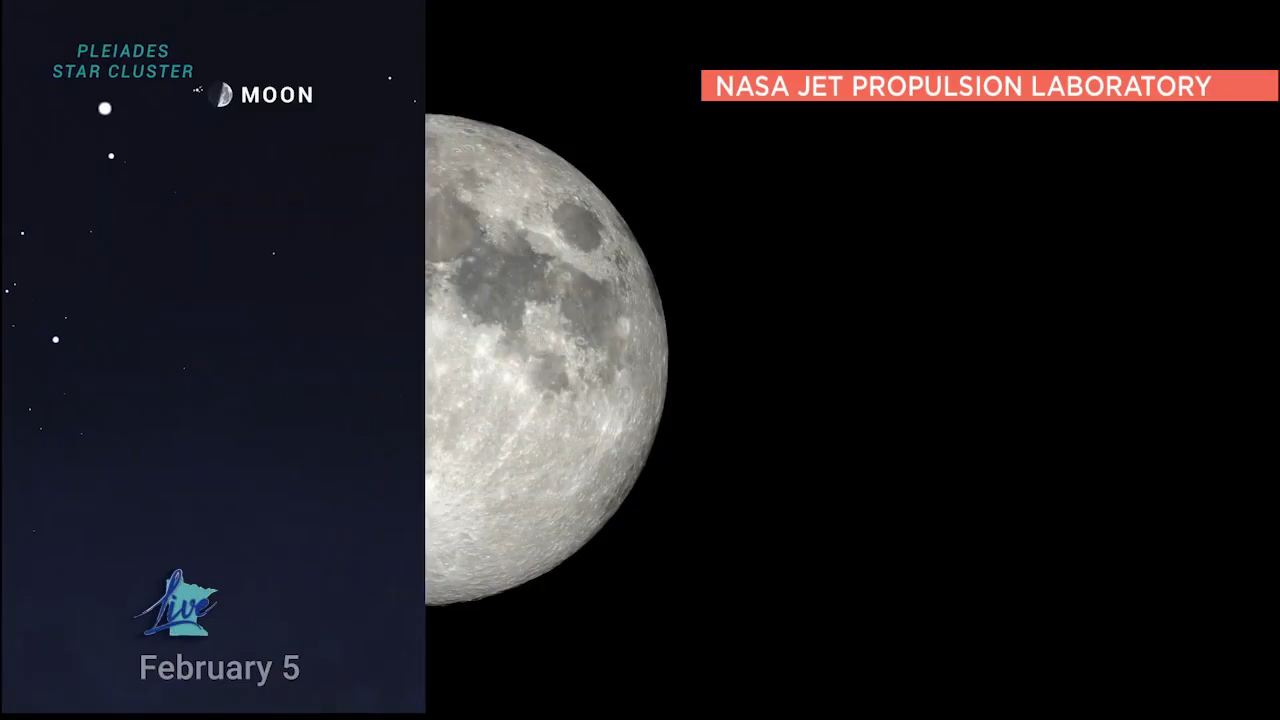 PLEIADES
STAR CLUSTER
MOON
NASA JET PROPULSION LABORATORY
Live
February 5